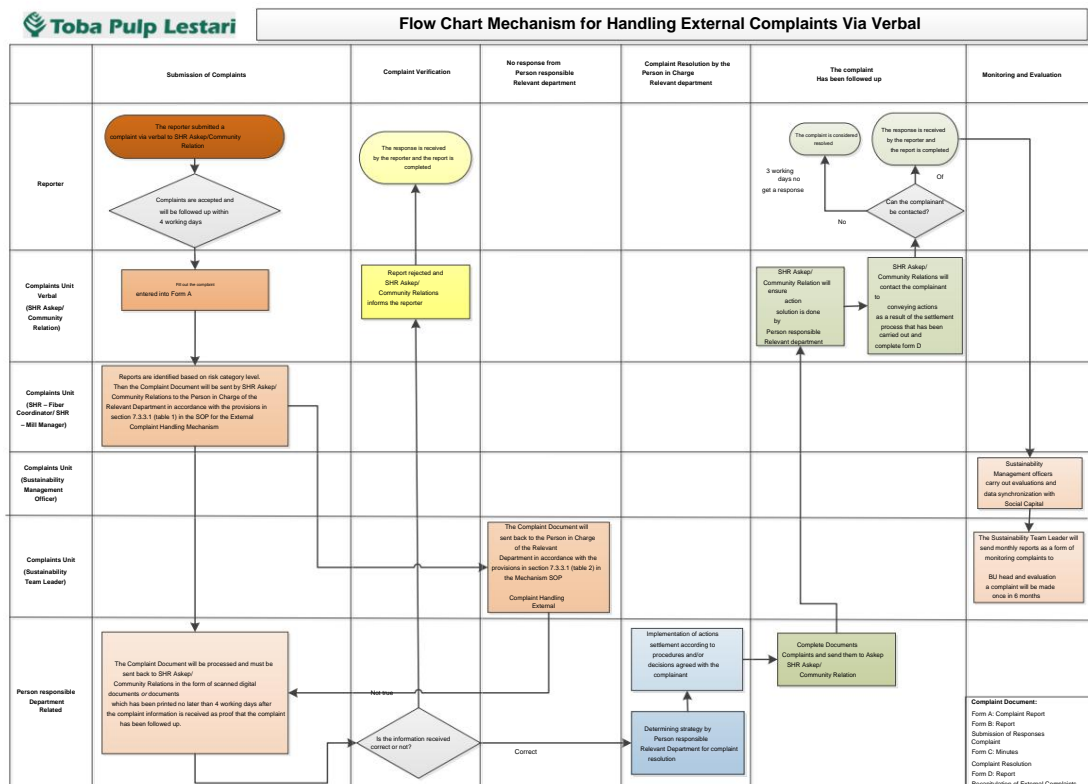 Toba Pulp Lestari
Flow Chart Mechanism for Handling External Complaints Via Verbal
Submission of Complaints
Complaint Verification
No response from
Person responsible
Relevant department
Complaint Resolution by the
Person in Charge
Relevant department
The complaint
Has been followed up
Monitoring and Evaluation
Reporter
The reporter submitted a
complaint via verbal to SHR Askep/Community
Relation
Complaints are accepted and
will be followed up within
4 working days
The response is received
by the reporter and the report is
completed
The complaint is considered
resolved
The response is received
by the reporter and
the report is completed
3 working
days no
get a response
Of
No
Can the complainant
be contacted?
Complaints Unit
Verbal
(SHR Askep/
Community
Relation)
Fill out the complaint
entered into Form A
Report rejected and
SHR Askep/
Community Relations
informs the reporter
SHR Askep/
Community Relation will
ensure
action
solution is done
by
Person responsible
Relevant department
SHR Askep/
Community Relations will
contact the complainant
to
conveying actions
as a result of the settlement
process that has been
carried out and
complete form D
Complaints Unit
(SHR – Fiber
Coordinator/ SHR
– Mill Manager)
Reports are identified based on risk category level.
Then the Complaint Document will be sent by SHR Askep/
Community Relations to the Person in Charge of the
Relevant Department in accordance with the provisions in
section 7.3.3.1 (table 1) in the SOP for the External
Complaint Handling Mechanism
Complaints Unit
(Sustainability
Management
Officer)
Sustainability
Management officers
carry out evaluations and
data synchronization with
Social Capital
Complaints Unit
(Sustainability
Team Leader)
The Complaint Document will
sent back to the Person in Charge
of the Relevant
Department in accordance with the
provisions in section 7.3.3.1 (table 2) in
the Mechanism SOP
Complaint Handling
External
The Sustainability Team Leader will
send monthly reports as a form of
monitoring complaints to
BU head and evaluation
a complaint will be made
once in 6 months
Person responsible
Department
Related
The Complaint Document will be processed and must be
sent back to SHR Askep/
Community Relations in the form of scanned digital
documents or documents
which has been printed no later than 4 working days after
the complaint information is received as proof that the complaint
has been followed up.
Not true
Is the information received
correct or not?
Correct
Implementation of actions
settlement according to
procedures and/or
decisions agreed with the
complainant
Determining strategy by
Person responsible
Relevant Department for complaint
resolution
Complete Documents
Complaints and send them to Askep
SHR Askep/
Community Relation
Complaint Document:
Form A: Complaint Report
Form B: Report
Submission of Responses
Complaint
Form C: Minutes
Complaint Resolution
Form D: Report
Recapitulation of External Complaints